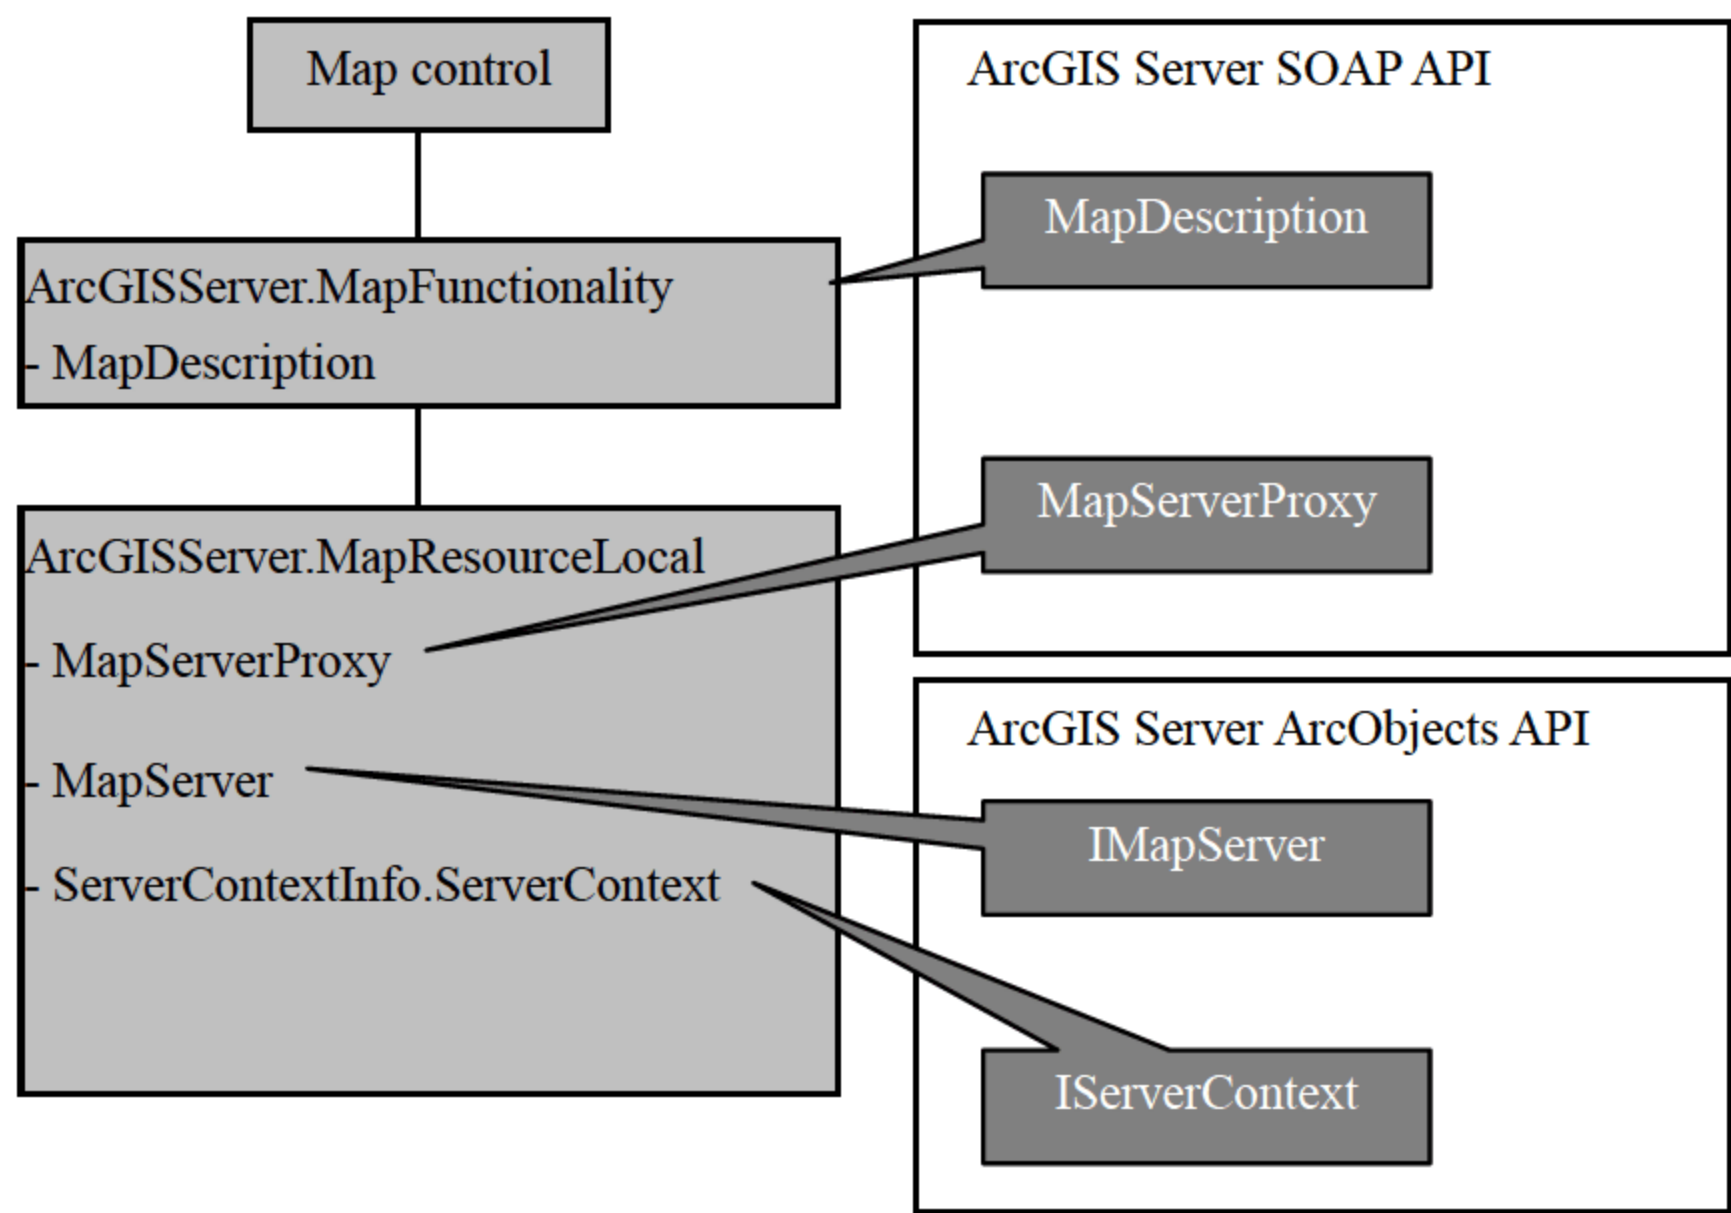 Map control
ArcGISServer.MapFunctionality
- MapDescription
ArcGISServer.MapResourceLocal
- MapServerProxy
- MapServer
- ServerContextInfo.ServerContext
ArcGIS Server SOAP API
MapDescription
MapServerProxy
ArcGIS Server ArcObjects API
IMapServer
IServerContext